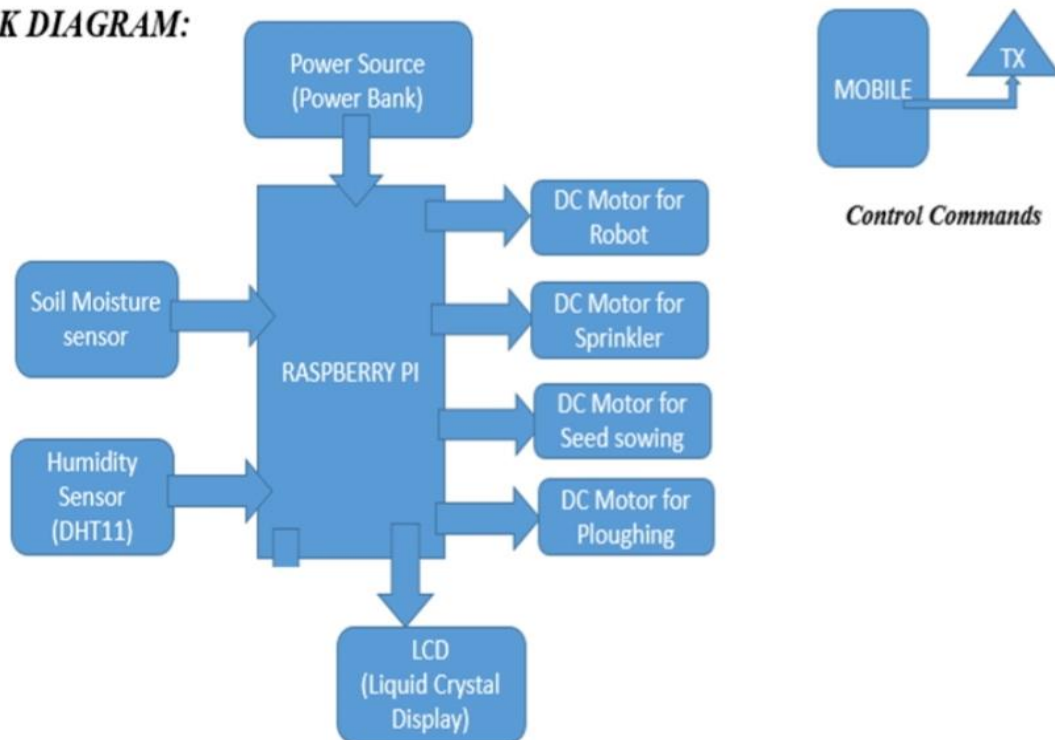 K DIAGRAM:
Power Source
(Power Bank)
MOBILE
TX
Control Commands
DC Motor for
Robot
Soil Moisture
sensor
DC Motor for
Sprinkler
RASPBERRY PI
DC Motor for
Seed sowing
Humidity
Sensor
(DHT11)
DC Motor for
Ploughing
LCD
(Liquid Crystal
Display)